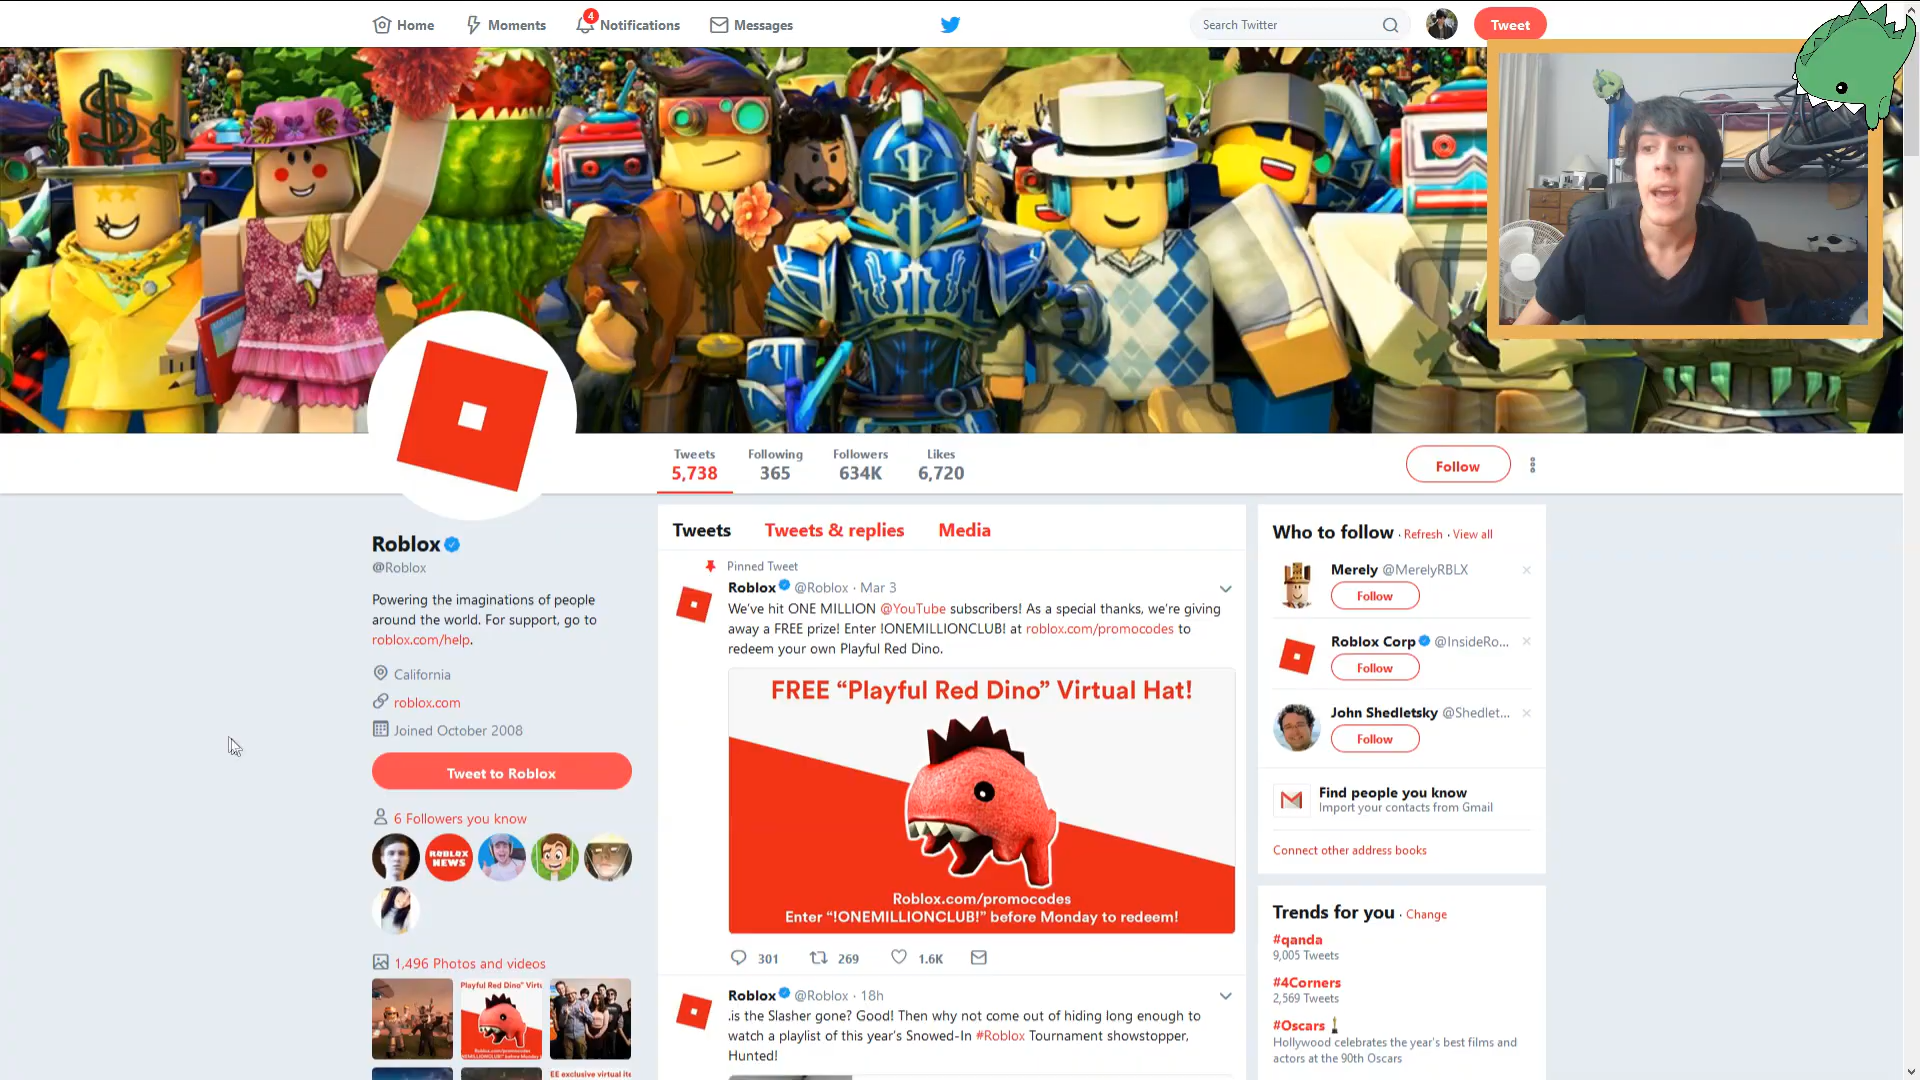 Home
Moments
4
Notifications
Messages
Search Twitter
Tweet
Tweets
5,738
Following
365
Followers
634K
Likes
6,720
Follow
Roblox
@Roblox
Powering the imaginations of people
around the world. For support, go to
roblox.com/help.
California
roblox.com
Joined October 2008
Tweet to Roblox
6 Followers you know
ROBLOX
NEWS
1,496 Photos and videos
Tweets
Tweets & replies
Media
Pinned Tweet
Roblox @Roblox · Mar 3
We've hit ONE MILLION @YouTube subscribers! As a special thanks, we're giving
away a FREE prize! Enter !ONEMILLIONCLUB! at roblox.com/promocodes to
redeem your own Playful Red Dino.
FREE “Playful Red Dino” Virtual Hat!
Roblox.com/promocodes
Enter “!ONEMILLIONCLUB!” before Monday to redeem!
301
269
1.6K
Roblox @Roblox · 18h
.is the Slasher gone? Good! Then why not come out of hiding long enough to
watch a playlist of this year's Snowed-In #Roblox Tournament showstopper,
Hunted!
Who to follow · Refresh · View all
Merely @MerelyRBLX
Follow
Roblox Corp @InsideRo...
Follow
John Shedletsky @Shedlet...
Follow
Find people you know
Import your contacts from Gmail
Connect other address books
Trends for you · Change
#qanda
9,005 Tweets
#4Corners
2,569 Tweets
#Oscars
Hollywood celebrates the year's best films and
actors at the 90th Oscars